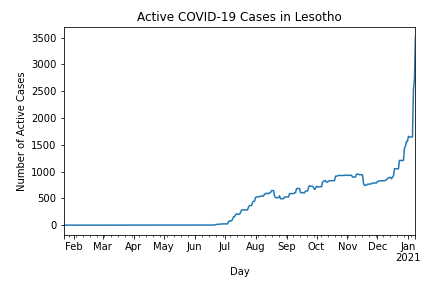 Active COVID-19 Cases in Lesotho
Number of Active Cases
3500
3000
2500
2000
1500
1000
500
0
Feb Mar Apr May Jun Jul Aug Sep Oct Nov Dec Jan
2021
Day